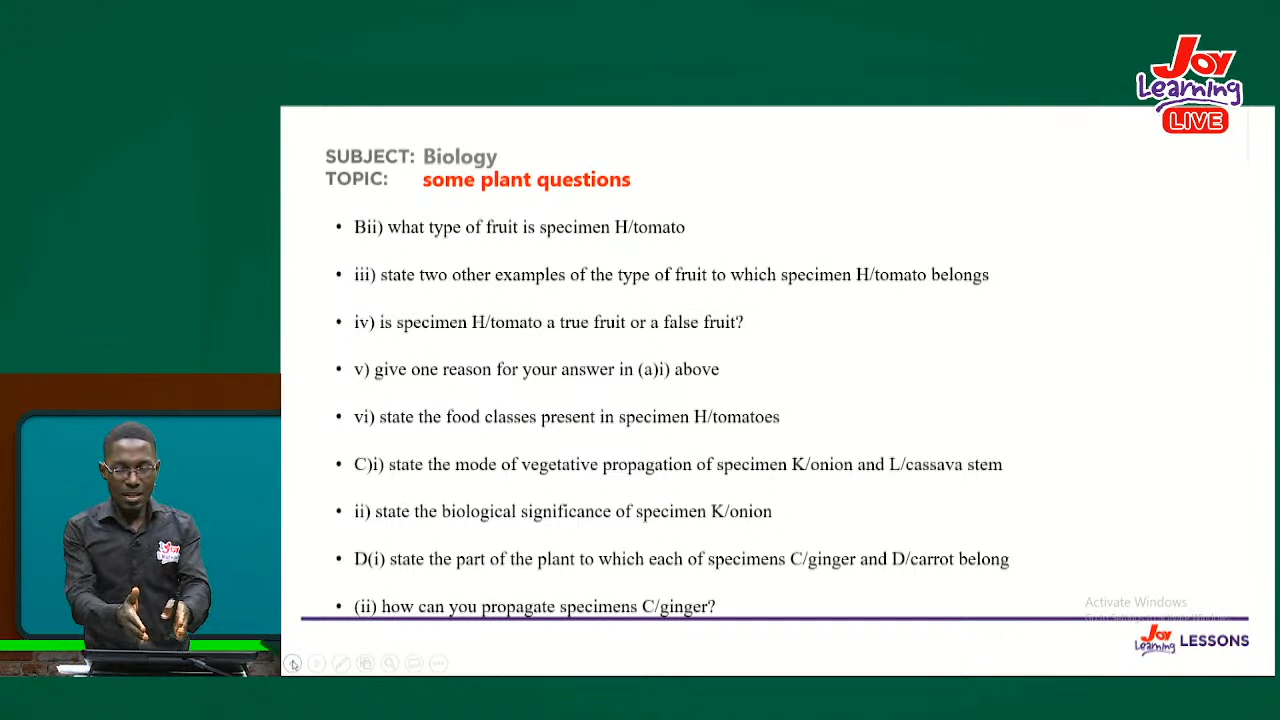 Joy
Learning
LIVE
SUBJECT: Biology
TOPIC: some plant questions
• Bii) what type of fruit is specimen H/tomato
• iii) state two other examples of the type of fruit to which specimen H/tomato belongs
• iv) is specimen H/tomato a true fruit or a false fruit?
• v) give one reason for your answer in (a)i) above
• vi) state the food classes present in specimen H/tomatoes
• C)i) state the mode of vegetative propagation of specimen K/onion and L/cassava stem
• ii) state the biological significance of specimen K/onion
• D(i) state the part of the plant to which each of specimens C/ginger and D/carrot belong
• (ii) how can you propagate specimens C/ginger?
Activate Windows
Joy
Learning LESSONS